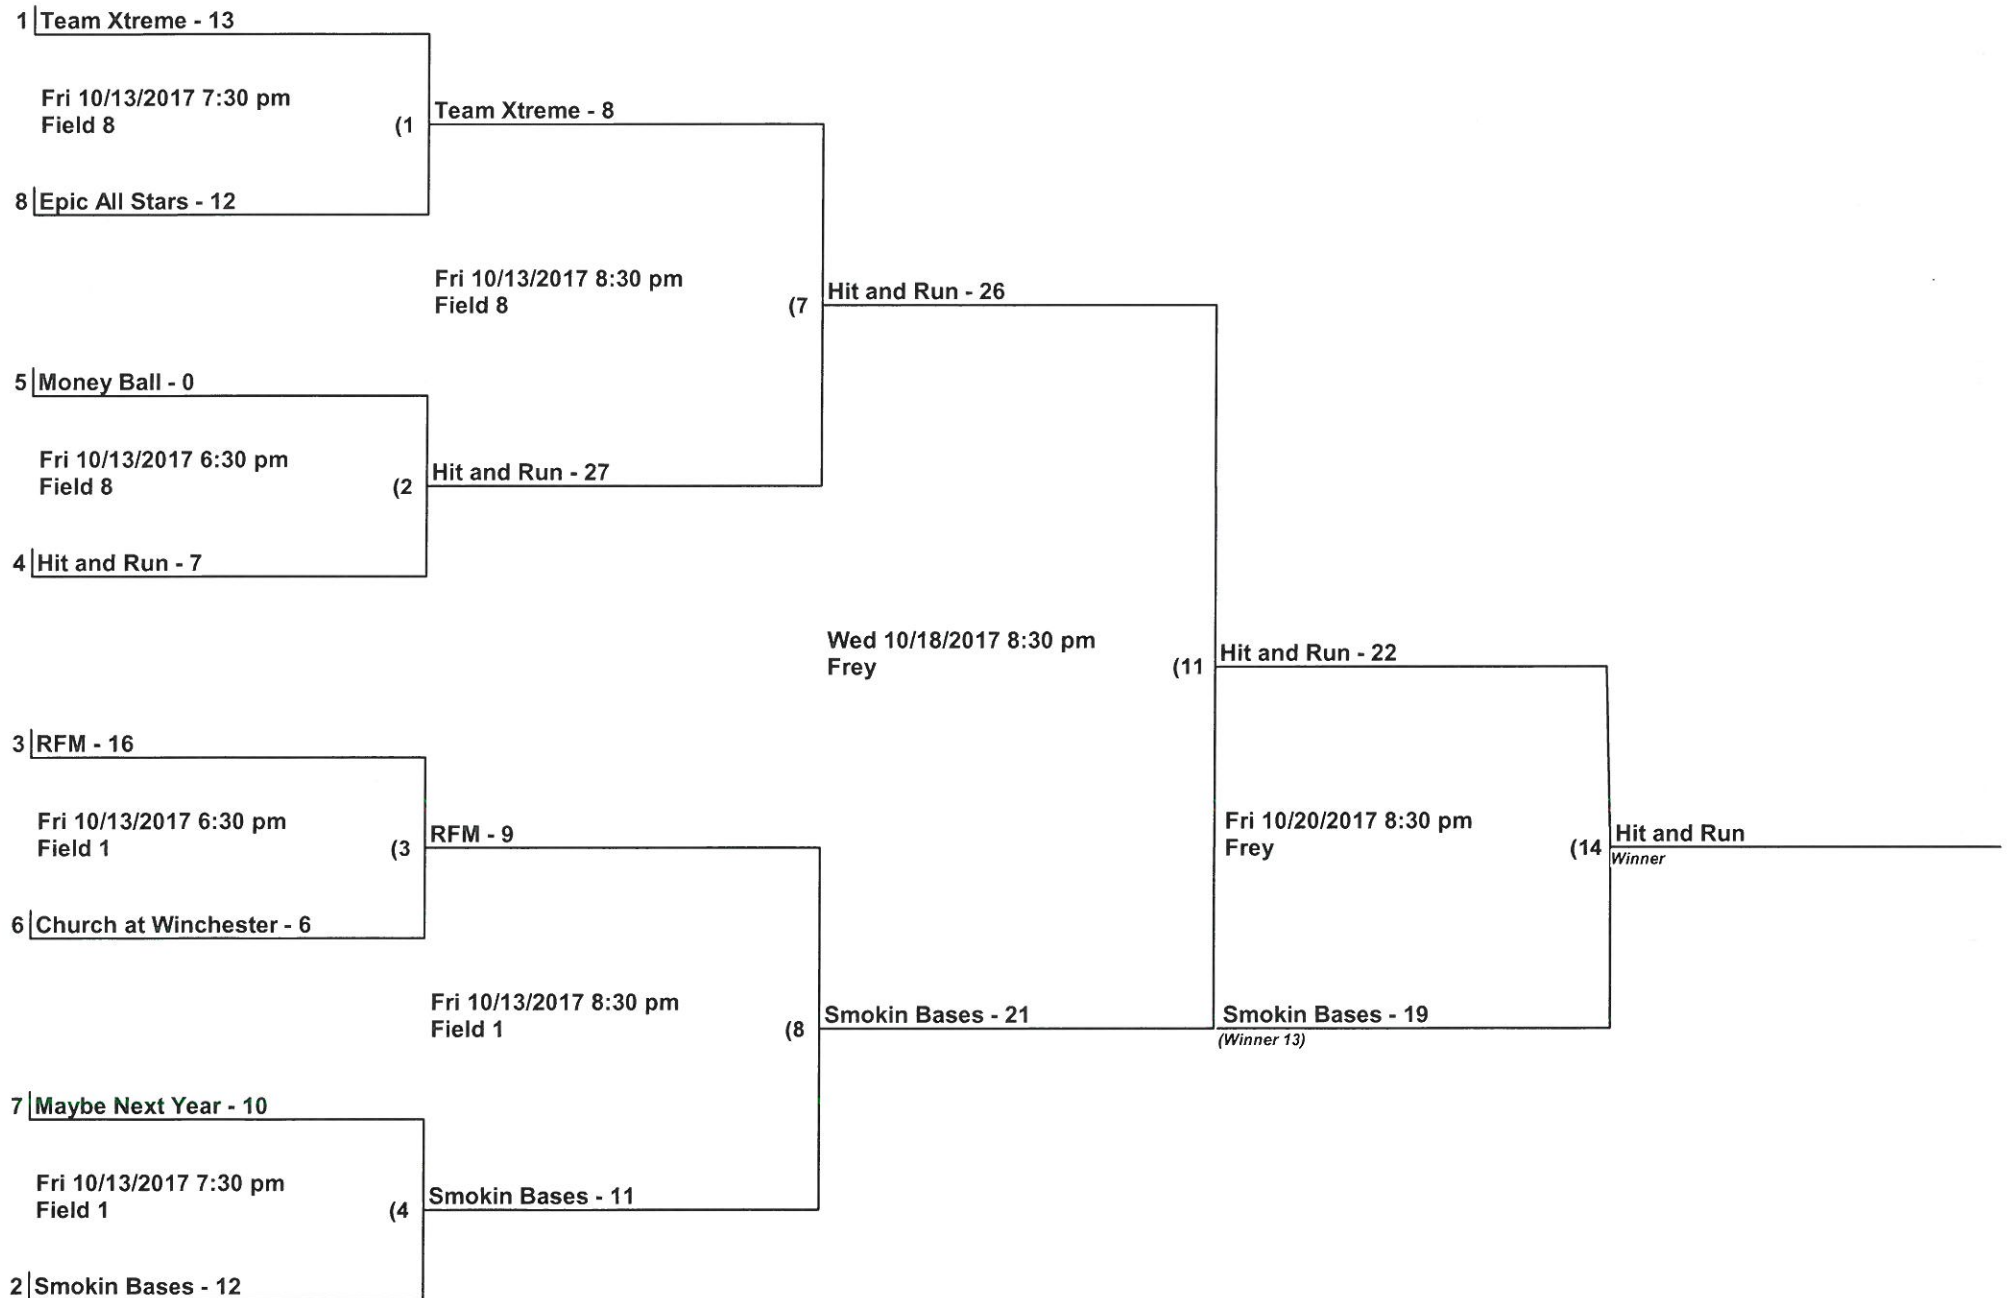 1 Team Xtreme - 13
Fri 10/13/2017 7:30 pm
Field 8
(1
Team Xtreme - 8
8 Epic All Stars - 12
Fri 10/13/2017 8:30 pm
Field 8
(7
Hit and Run - 26
5 Money Ball - 0
Fri 10/13/2017 6:30 pm
Field 8
(2
Hit and Run - 27
4 Hit and Run - 7
Wed 10/18/2017 8:30 pm
Frey
(11
Hit and Run - 22
3 RFM - 16
Fri 10/13/2017 6:30 pm
Field 1
(3
RFM - 9
Fri 10/20/2017 8:30 pm
Frey
(14
Hit and Run
Winner
6 Church at Winchester - 6
Fri 10/13/2017 8:30 pm
Field 1
(8
Smokin Bases - 21
Smokin Bases - 19
(Winner 13)
7 Maybe Next Year - 10
Fri 10/13/2017 7:30 pm
Field 1
(4
Smokin Bases - 11
2 Smokin Bases - 12